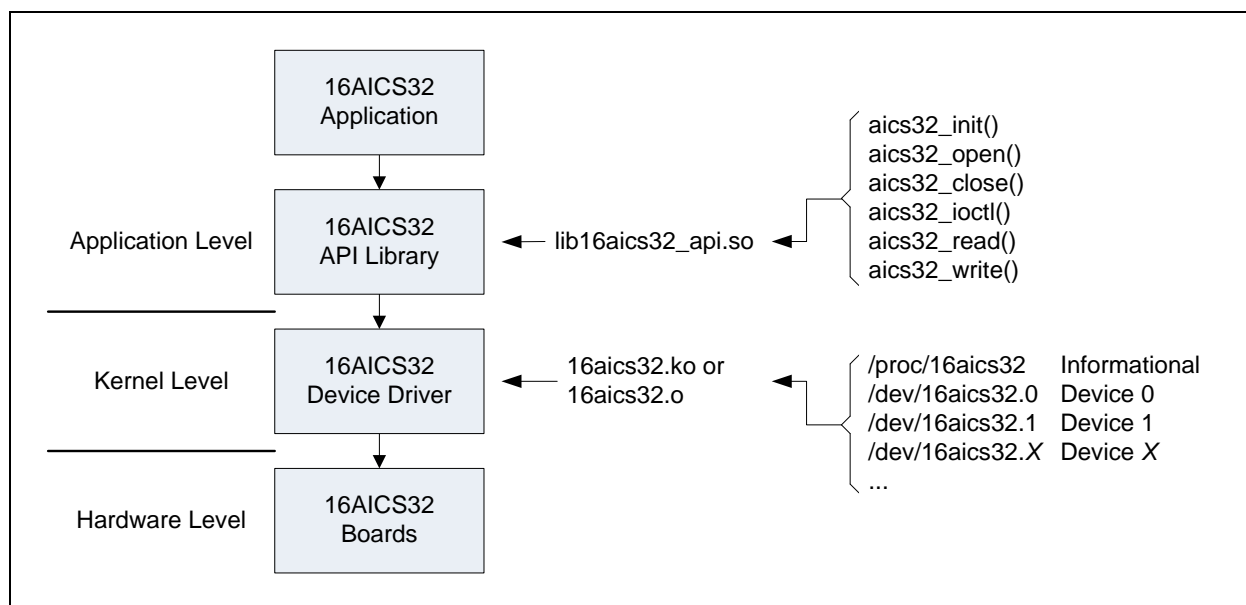 16AICS32
Application
Application Level
16AICS32
API Library
lib16aics32_api.so
aics32_init()
aics32_open()
aics32_close()
aics32_ioctl()
aics32_read()
aics32_write()
Kernel Level
16AICS32
Device Driver
16aics32.ko or
16aics32.o
/proc/16aics32 Informational
/dev/16aics32.0 Device 0
/dev/16aics32.1 Device 1
/dev/16aics32.X Device X
...
Hardware Level
16AICS32
Boards